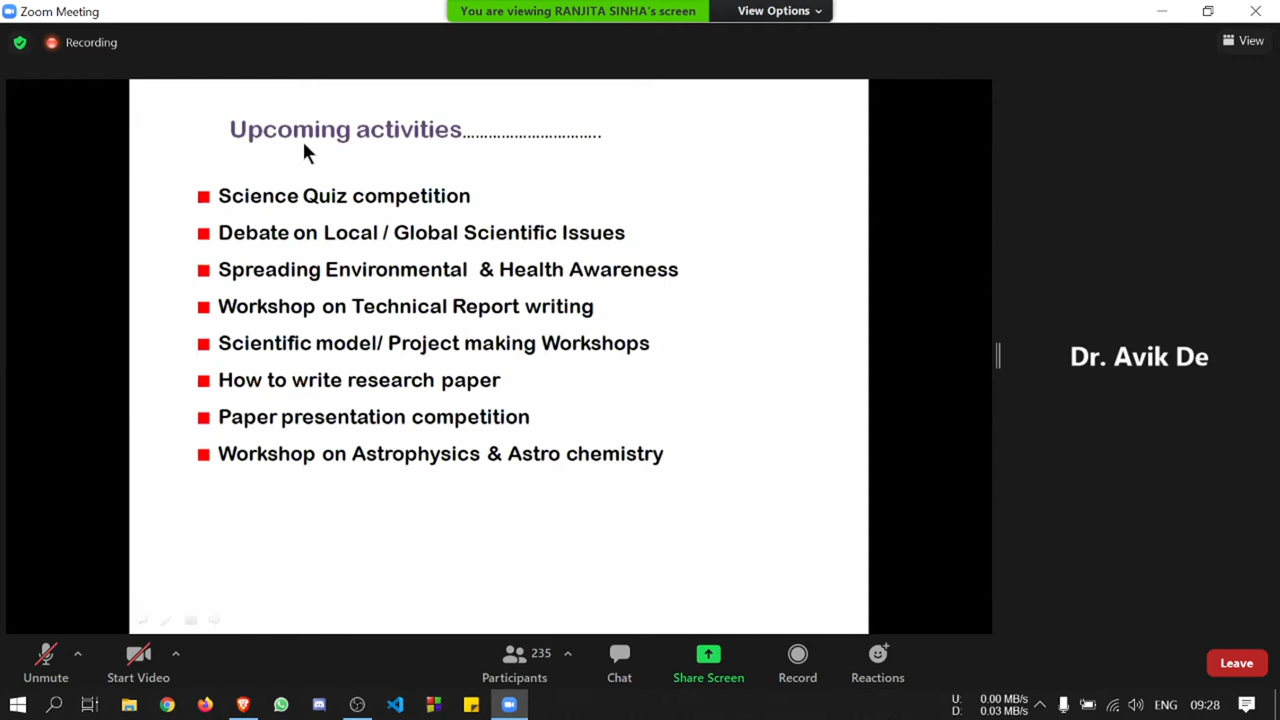 Zoom Meeting
You are viewing RANJITA SINHA's screen
View Options
Recording
View
Upcoming activities…………………………..
Science Quiz competition
Debate on Local / Global Scientific Issues
Spreading Environmental & Health Awareness
Workshop on Technical Report writing
Scientific model/ Project making Workshops
How to write research paper
Paper presentation competition
Workshop on Astrophysics & Astro chemistry
Dr. Avik De
Unmute
Start Video
235
Participants
Chat
Share Screen
Record
Reactions
Leave
U: 0.00 MB/s
D: 0.03 MB/s
ENG
09:28